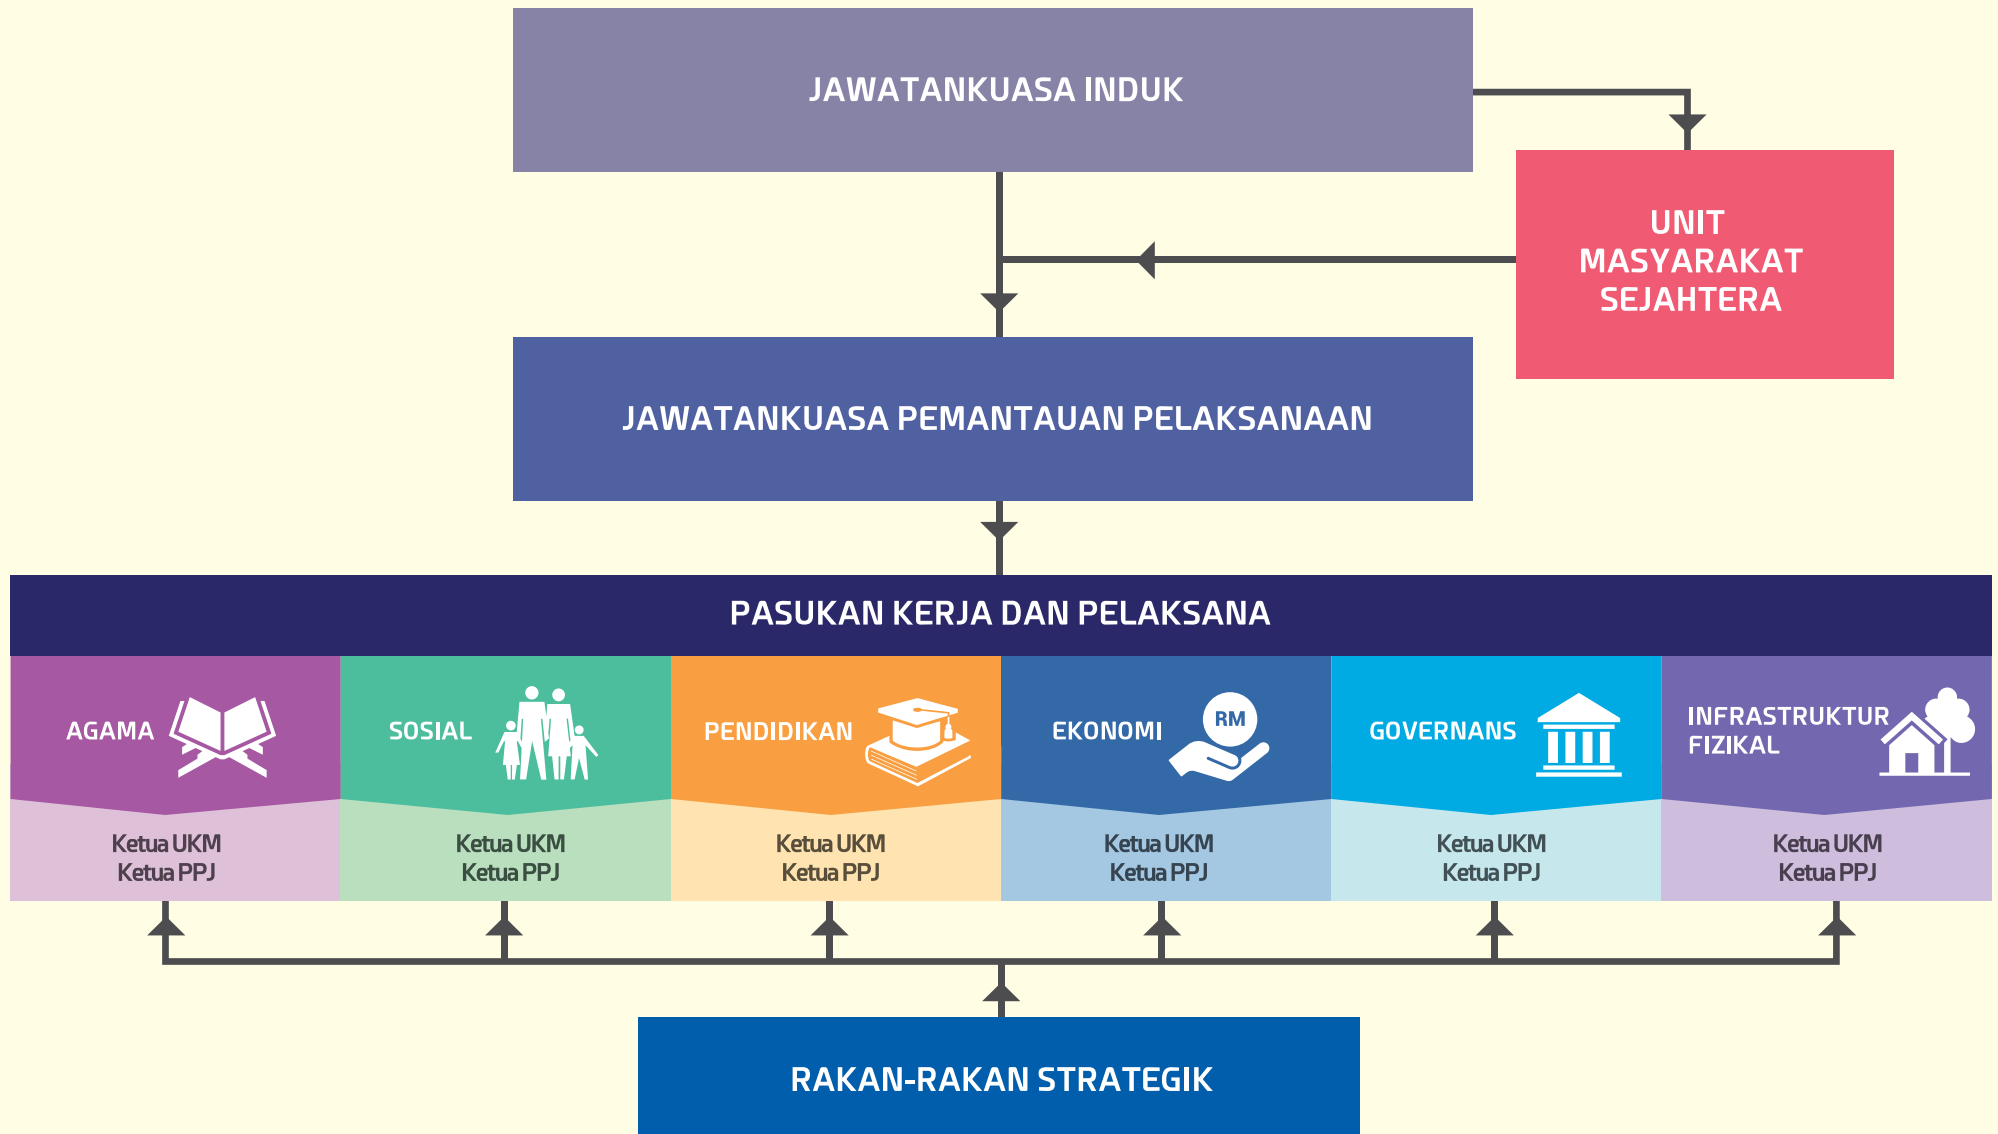 JAWATANKUASA INDUK
UNIT
MASYARAKAT
SEJAHTERA
JAWATANKUASA PEMANTAUAN PELAKSANAAN
PASUKAN KERJA DAN PELAKSANA
AGAMA
SOSIAL
PENDIDIKAN
EKONOMI
RM
GOVERNANS
INFRASTRUKTUR
FIZIKAL
Ketua UKM
Ketua PPJ
Ketua UKM
Ketua PPJ
Ketua UKM
Ketua PPJ
Ketua UKM
Ketua PPJ
Ketua UKM
Ketua PPJ
Ketua UKM
Ketua PPJ
RAKAN-RAKAN STRATEGIK